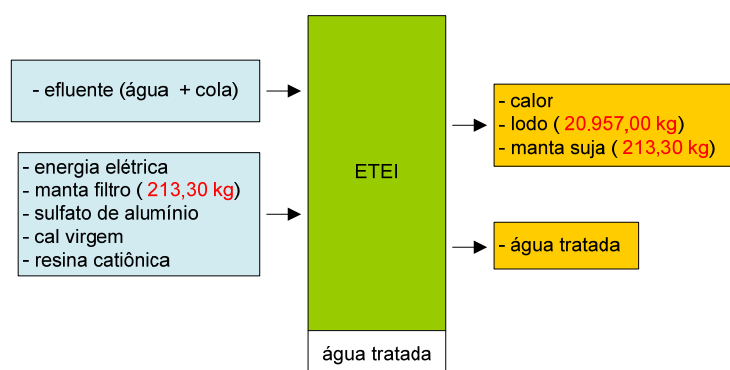 - efluente (água + cola)
- energia elétrica
- manta filtro ( 213,30 kg)
- sulfato de alumínio
- cal virgem
- resina catiônica
ETEI
água tratada
- calor
- lodo ( 20,957,00 kg)
- manta suja ( 213,30 kg)
- água tratada